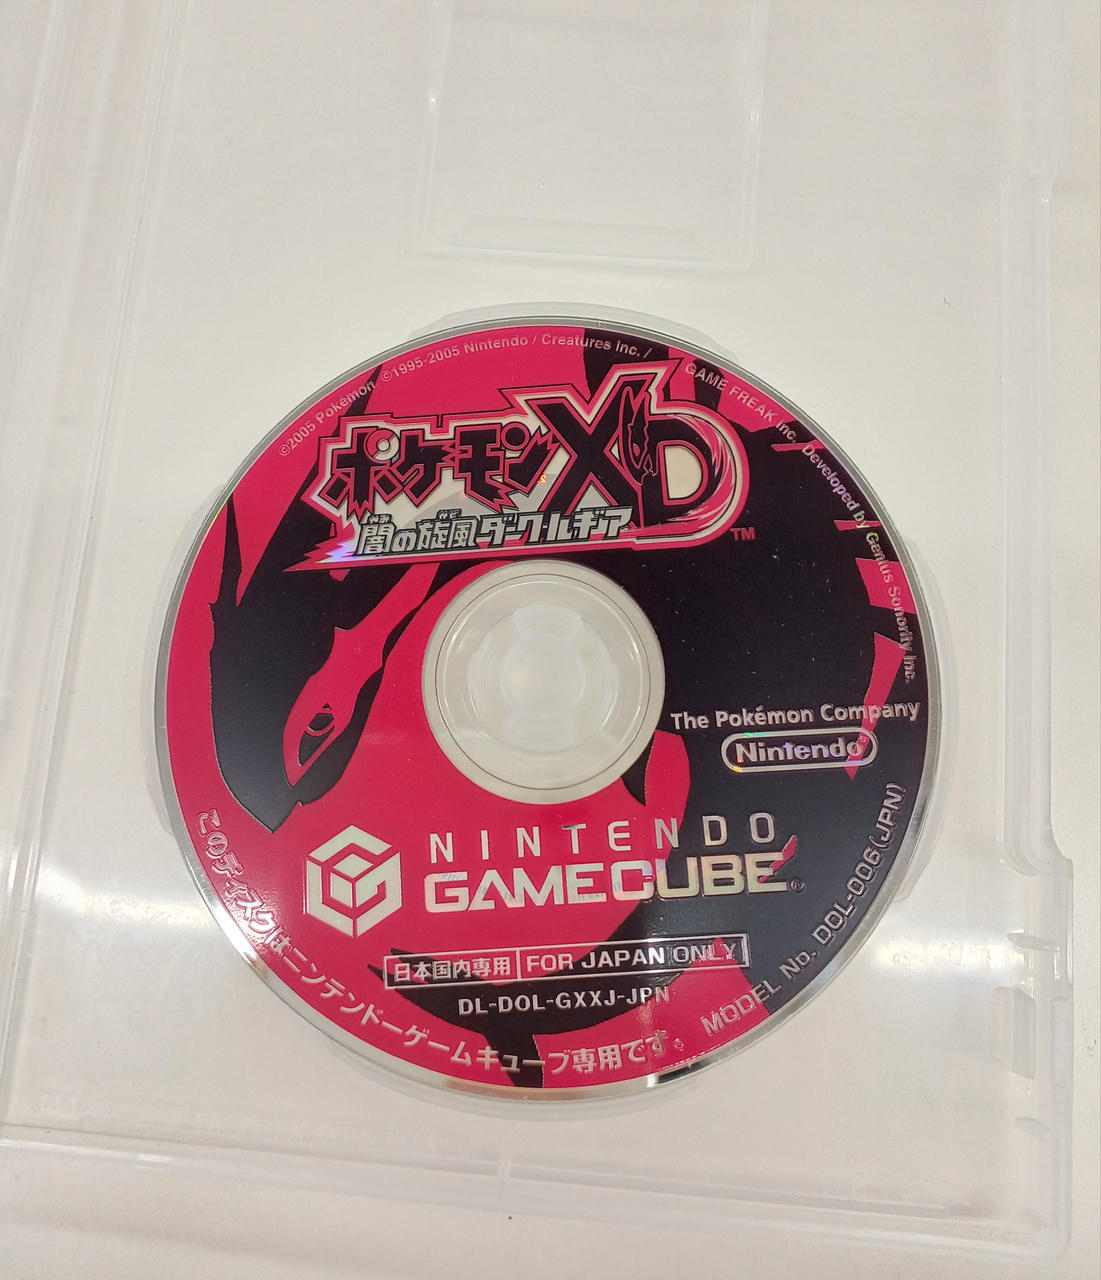 ©2005 Pokémon ©1995-2005 Nintendo / Creatures inc. / GAME FREAK inc. Developed by Genius Sonority Inc.
ポケモンXD
闇の旋風ダーク・ルギア
やみ かぜ
TM
The Pokémon Company
Nintendo®
NINTENDO
GAMECUBE®
日本国内専用 FOR JAPAN ONLY
DL-DOL-GXXJ-JPN
このディスクはニンテンドーゲームキューブ専用です。 MODEL No. DOL-006(JPN)